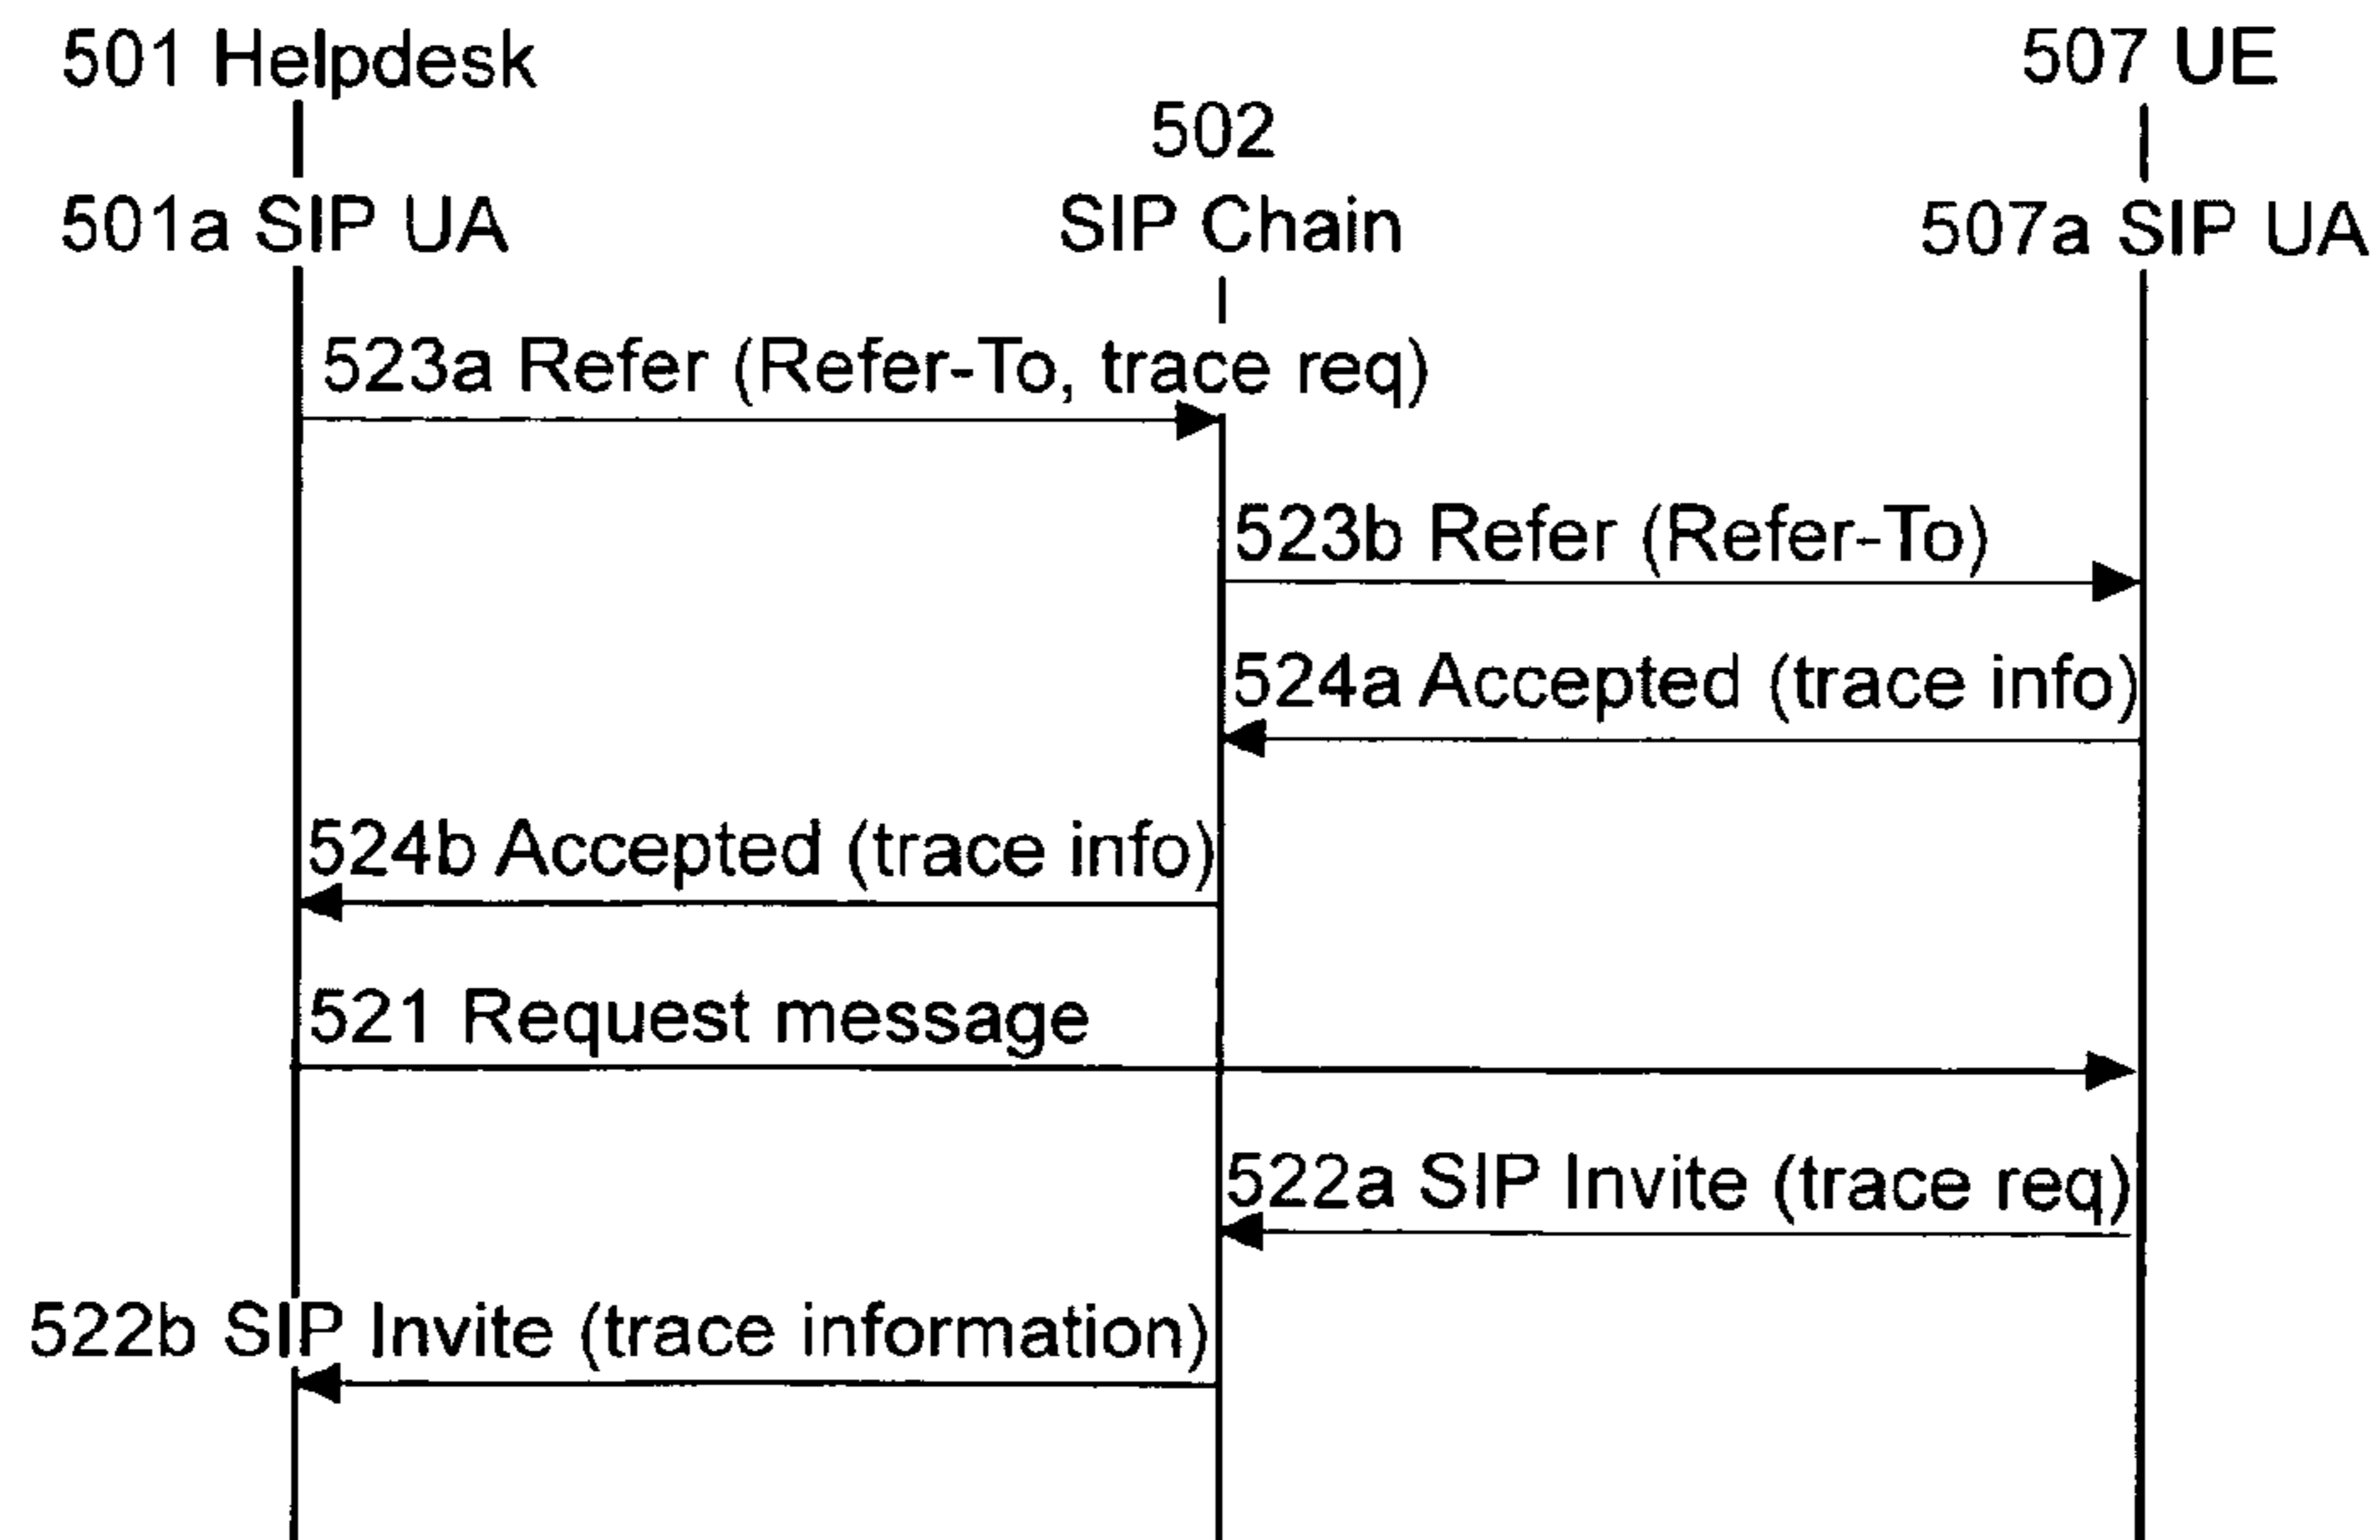 501 Helpdesk
507 UE
502
501a SIP UA
SIP Chain
507a SIP UA
523a Refer (Refer-To, trace req)
523b Refer (Refer-To)
524a Accepted (trace info)
524b Accepted (trace info)
521 Request message
522a SIP Invite (trace req)
522b SIP Invite (trace information)